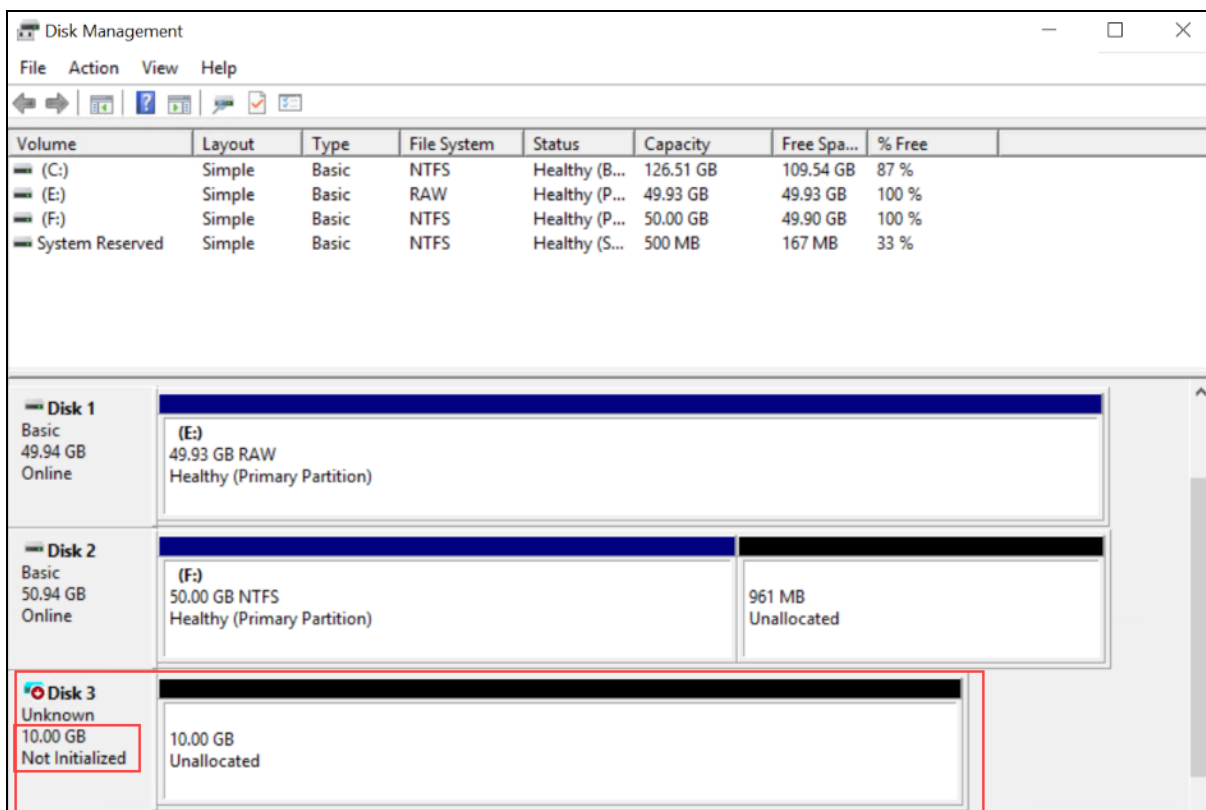 Disk Management
File Action View Help
Volume Layout Type File System Status Capacity Free Spa... % Free
(C:) Simple Basic NTFS Healthy (B... 126.51 GB 109.54 GB 87 %
(E:) Simple Basic RAW Healthy (P... 49.93 GB 49.93 GB 100 %
(F:) Simple Basic NTFS Healthy (P... 50.00 GB 49.90 GB 100 %
System Reserved Simple Basic NTFS Healthy (S... 500 MB 167 MB 33 %
Disk 1
Basic
49.94 GB
Online
(E:)
49.93 GB RAW
Healthy (Primary Partition)
Disk 2
Basic
50.94 GB
Online
(F:)
50.00 GB NTFS
Healthy (Primary Partition)
961 MB
Unallocated
Disk 3
Unknown
10.00 GB
Not Initialized
10.00 GB
Unallocated